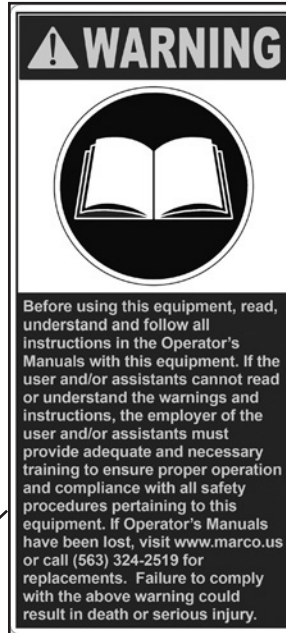 WARNING
Before using this equipment, read,
understand and follow all
instructions in the Operator's
Manuals with this equipment. If the
user and/or assistants cannot read
or understand the warnings and
instructions, the employer of the
user and/or assistants must
provide adequate and necessary
training to ensure proper operation
and compliance with all safety
procedures pertaining to this
equipment. If Operator's Manuals
have been lost, visit www.marco.us
or call (563) 324-2519 for
replacements.  Failure to comply
with the above warning could
result in death or serious injury.